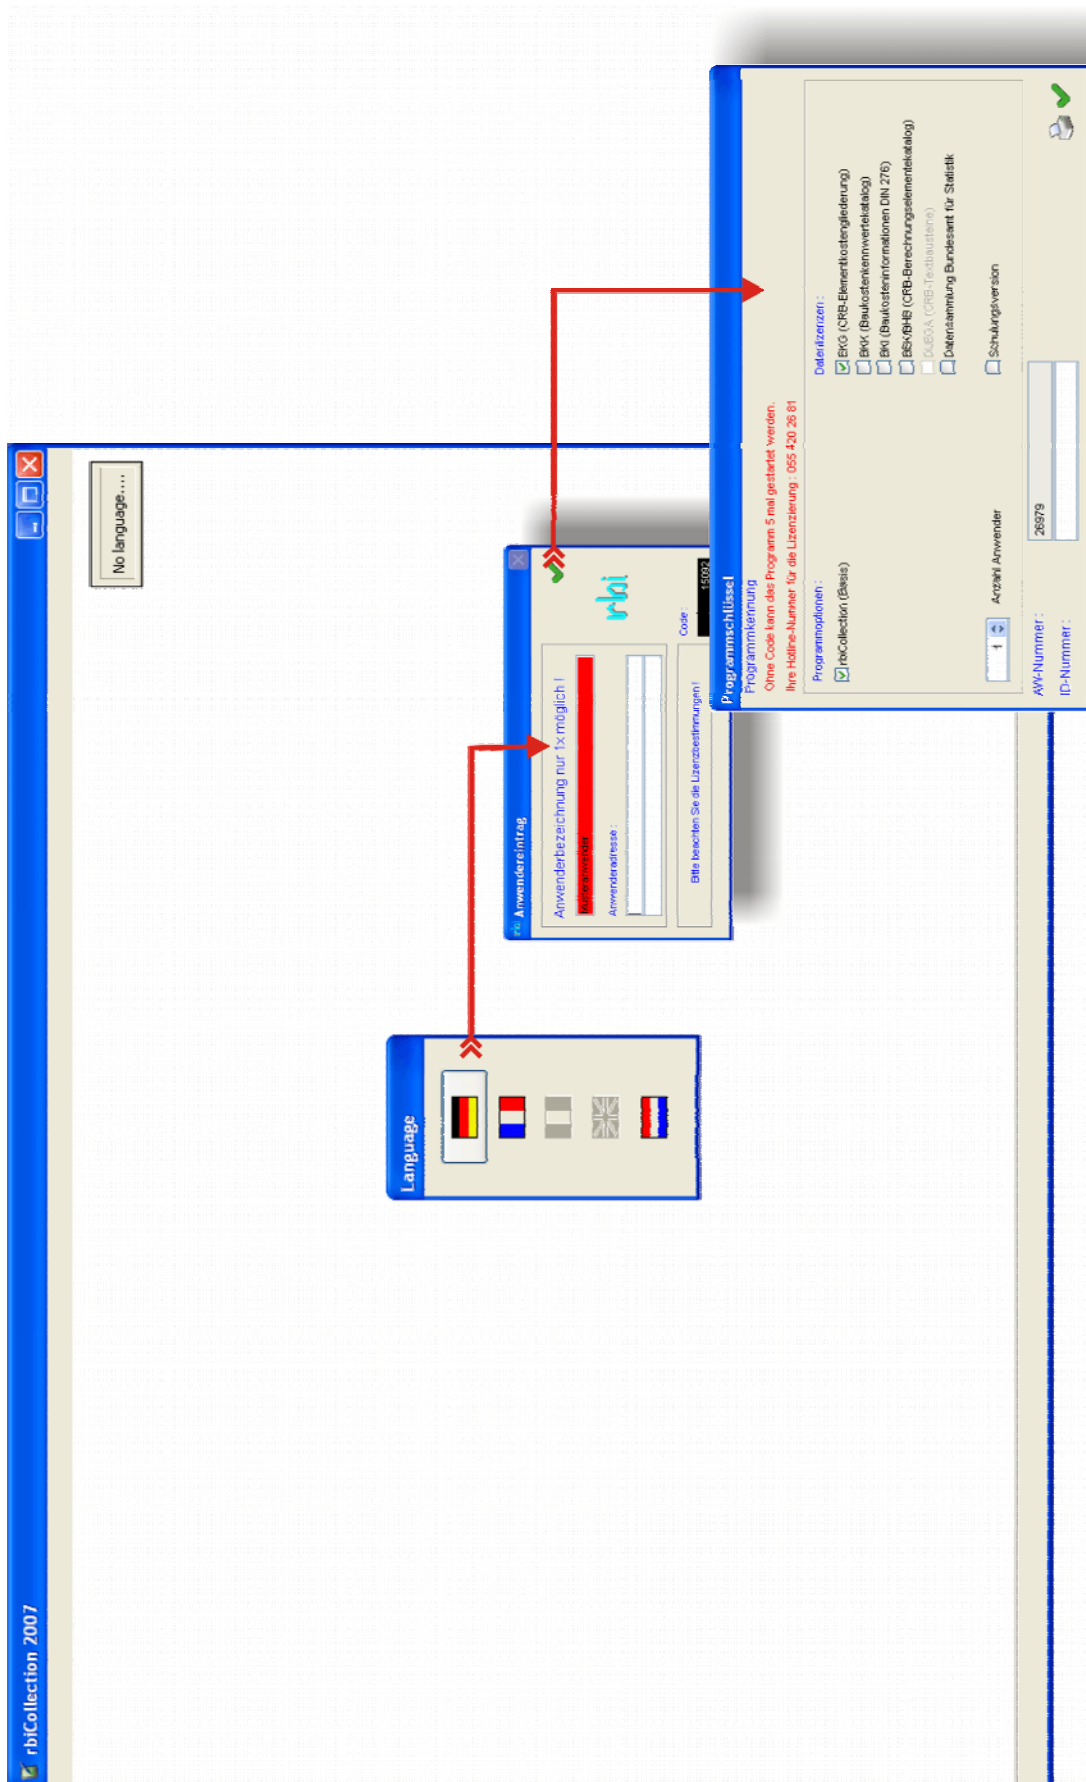 rbiCollection 2007
No language....
Language
rbi Anwendereintrag
Anwenderbezeichnung nur 1x möglich !
Musteranwender
Anwenderadresse :
rbi
Bitte beachten Sie die Lizenzbestimmungen !
Code :
15092
Programmschlüssel
Programmkennung
Ohne Code kann das Programm 5 mal gestartet werden.
Ihre Hotline-Nummer für die Lizenzierung : 055 420 26 81
Programmoptionen :
rbiCollection (Basis)
Datenlizenzen :
EKG (CRB-Elementkostengliederung)
BKK (Baukostenkennwertekatalog)
BKI (Baukosteninformationen DIN 276)
BEK/BHB (CRB-Berechnungselementekatalog)
DUEGA (CRB-Textbausteine)
Datensammlung Bundesamt für Statistik
1 Anzahl Anwender
Schulungsversion
AW-Nummer : 26979
ID-Nummer :